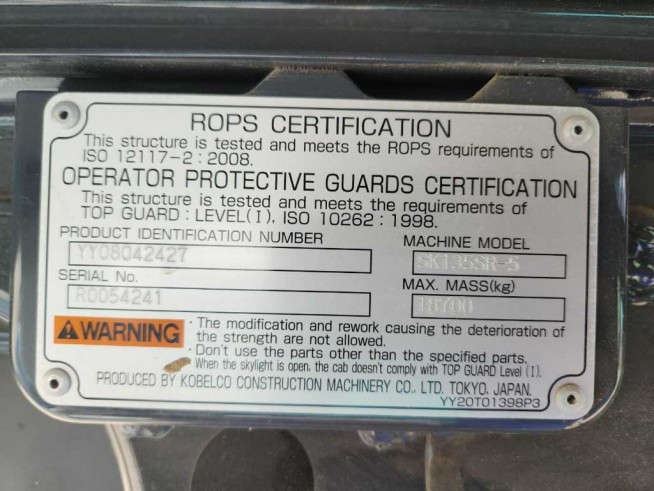 ROPS CERTIFICATION
This structure is tested and meets the ROPS requirements of
ISO 12117-2 : 2008.
OPERATOR PROTECTIVE GUARDS CERTIFICATION
This structure is tested and meets the requirements of
TOP GUARD : LEVEL(I), ISO 10262 : 1998.
PRODUCT IDENTIFICATION NUMBER
YY08042427
MACHINE MODEL
SK135SR-5
SERIAL No.
R0054241
MAX. MASS(kg)
18700
WARNING
· The modification and rework causing the deterioration of
the strength are not allowed.
· Don't use the parts other than the specified parts.
· When the skylight is open, the cab doesn't comply with TOP GUARD Level (I).
PRODUCED BY KOBELCO CONSTRUCTION MACHINERY CO., LTD. TOKYO, JAPAN.
YY20T01398P3